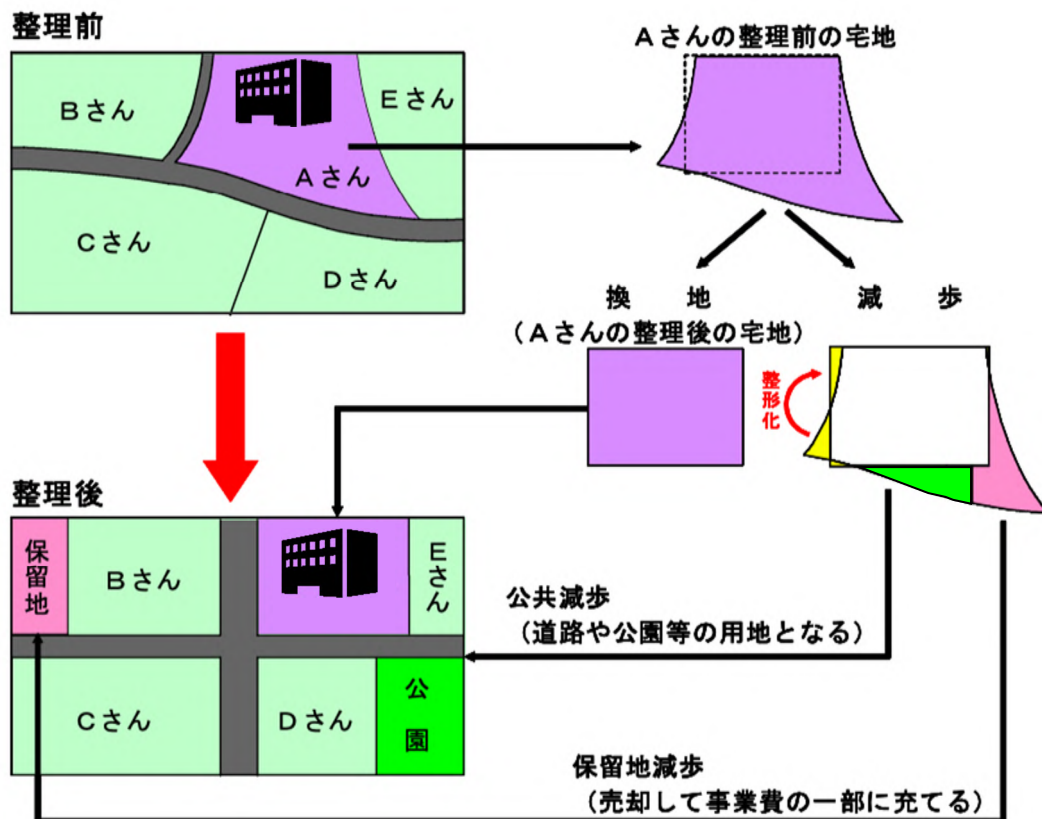 整理前
Bさん
Eさん
Aさん
Cさん
Dさん
Aさんの整理前の宅地
換地
(Aさんの整理後の宅地)
減歩
整形化
整理後
保留地
Bさん
Eさん
Cさん
Dさん
公園
公共減歩
(道路や公園等の用地となる)
保留地減歩
(売却して事業費の一部に充てる)